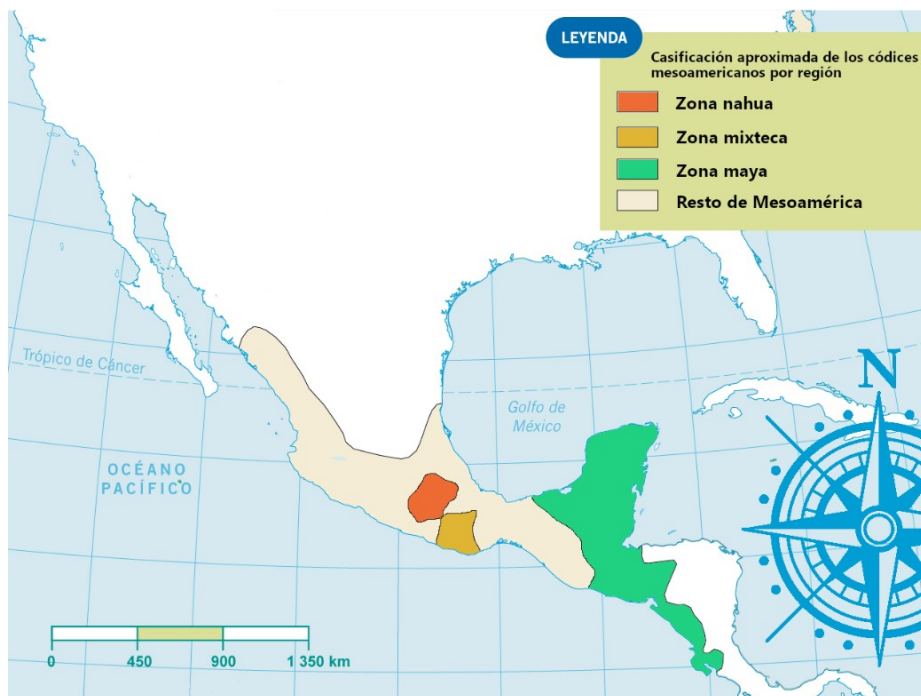 LEYENDA
Casificación aproximada de los códices
mesoamericanos por región
Zona nahua
Zona mixteca
Zona maya
Resto de Mesoamérica
Trópico de Cáncer
Golfo de
México
N
OCÉANO
PACÍFICO
0 450 900 1 350 km